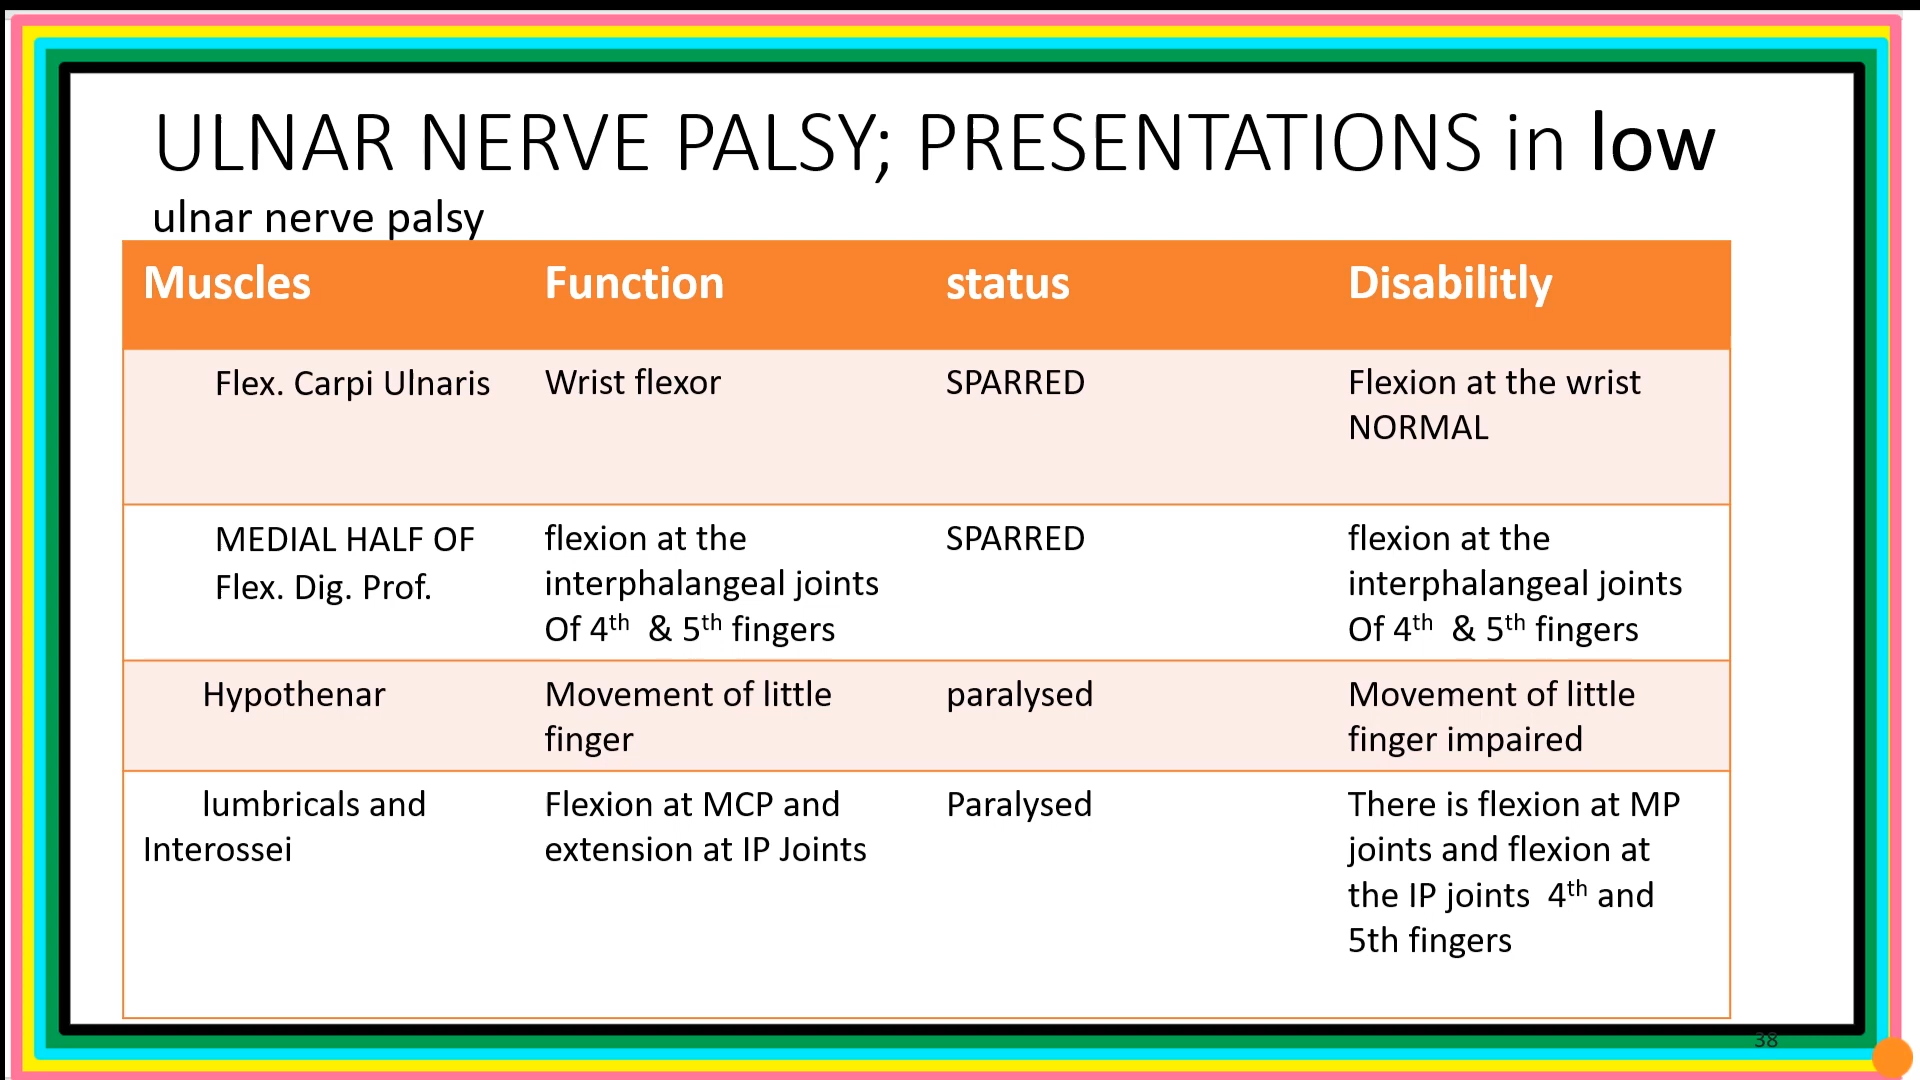 ULNAR NERVE PALSY; PRESENTATIONS in low
ulnar nerve palsy
Muscles Function status Disabilitly
Flex. Carpi Ulnaris Wrist flexor SPARRED Flexion at the wrist
NORMAL
MEDIAL HALF OF flexion at the SPARRED flexion at the
Flex. Dig. Prof. interphalangeal joints interphalangeal joints
Of 4th & 5th fingers Of 4th & 5th fingers
Hypothenar Movement of little paralysed Movement of little
finger finger impaired
lumbricals and Flexion at MCP and Paralysed There is flexion at MP
Interossei extension at IP Joints joints and flexion at
the IP joints 4th and
5th fingers
38